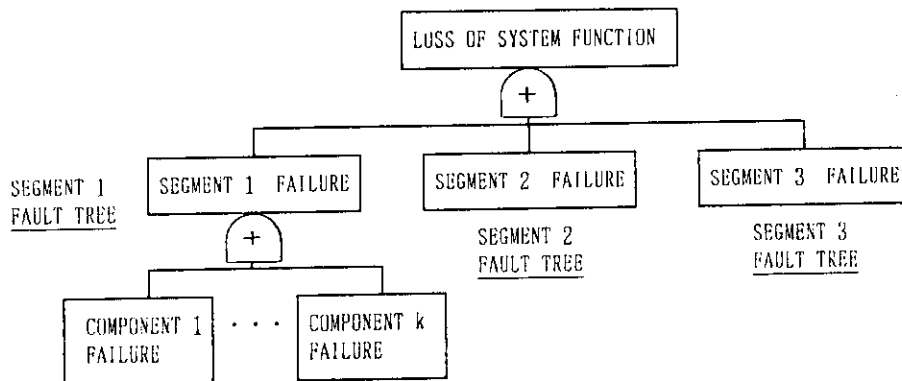 LOSS OF SYSTEM FUNCTION
+
SEGMENT 1 FAILURE
SEGMENT 2 FAILURE
SEGMENT 3 FAILURE
SEGMENT 1
FAULT TREE
+
SEGMENT 2
FAULT TREE
SEGMENT 3
FAULT TREE
COMPONENT 1
FAILURE
. . .
COMPONENT k
FAILURE